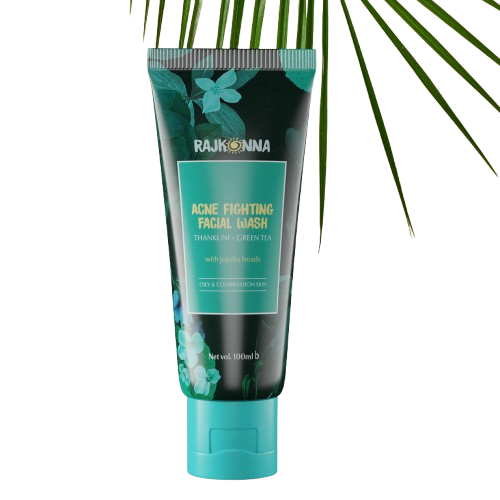 RAJKONNA
ACNE FIGHTING
FACIAL WASH
THANKUNI + GREEN TEA
with jojoba beads
OILY & COMBINATION SKIN
Net vol. 100ml b